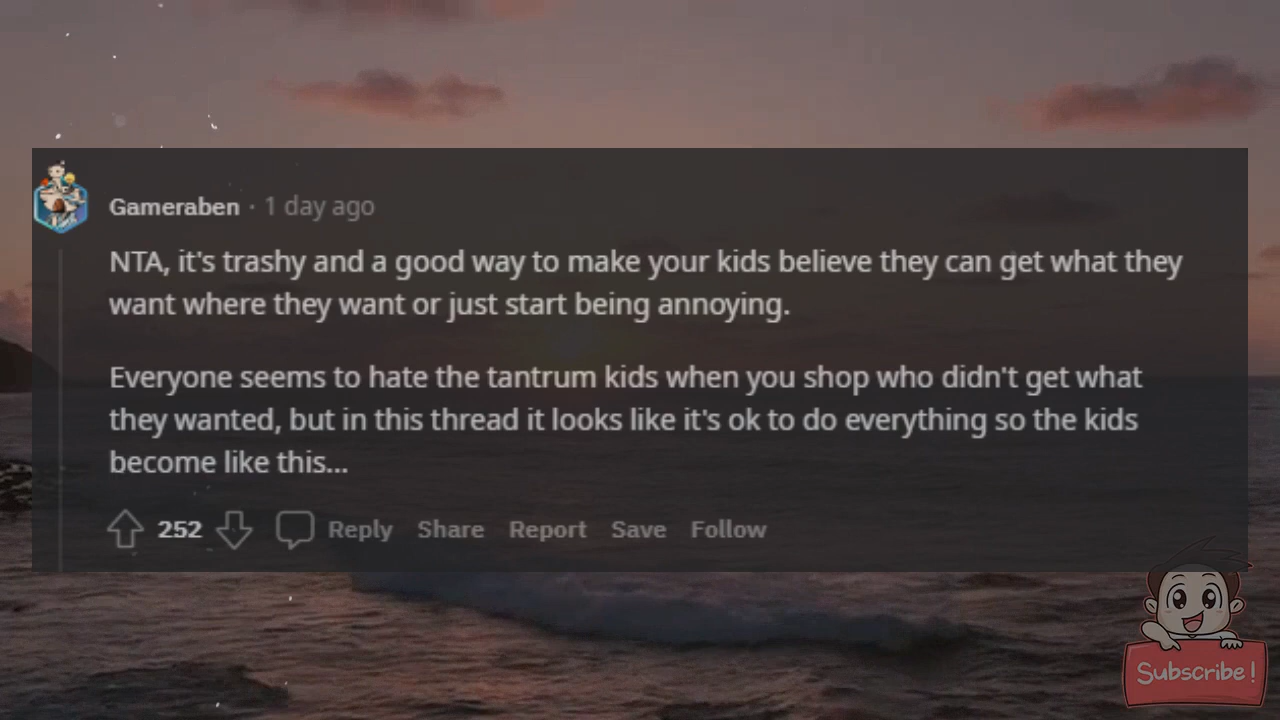 Gameraben · 1 day ago
NTA, it's trashy and a good way to make your kids believe they can get what they
want where they want or just start being annoying.
Everyone seems to hate the tantrum kids when you shop who didn't get what
they wanted, but in this thread it looks like it's ok to do everything so the kids
become like this...
252 Reply Share Report Save Follow
Subscribe!